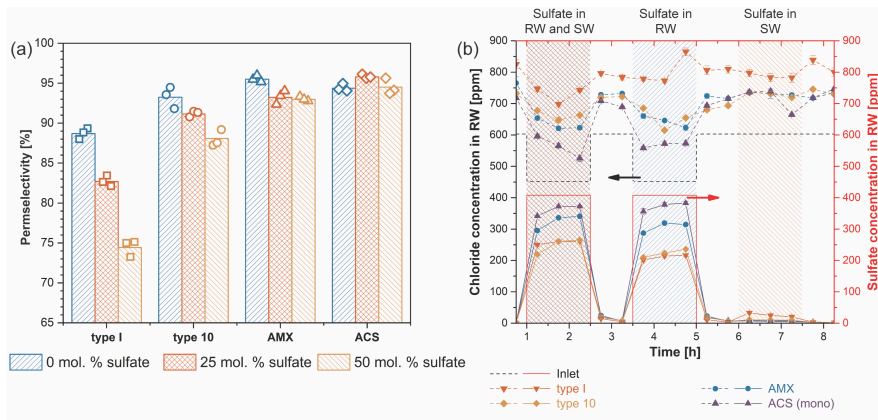 (a)
Permselectivity [%]
100
95
90
85
80
75
70
65
type I
type 10
AMX
ACS
0 mol. % sulfate
25 mol. % sulfate
50 mol. % sulfate
(b)
Sulfate in
RW and SW
Sulfate in
RW
Sulfate in
SW
Chloride concentration in RW [ppm]
900
800
700
600
500
400
300
200
100
0
900
800
700
600
500
400
300
200
100
0
Sulfate concentration in RW [ppm]
1
2
3
4
5
6
7
8
Time [h]
Inlet
type I
AMX
type 10
ACS (mono)